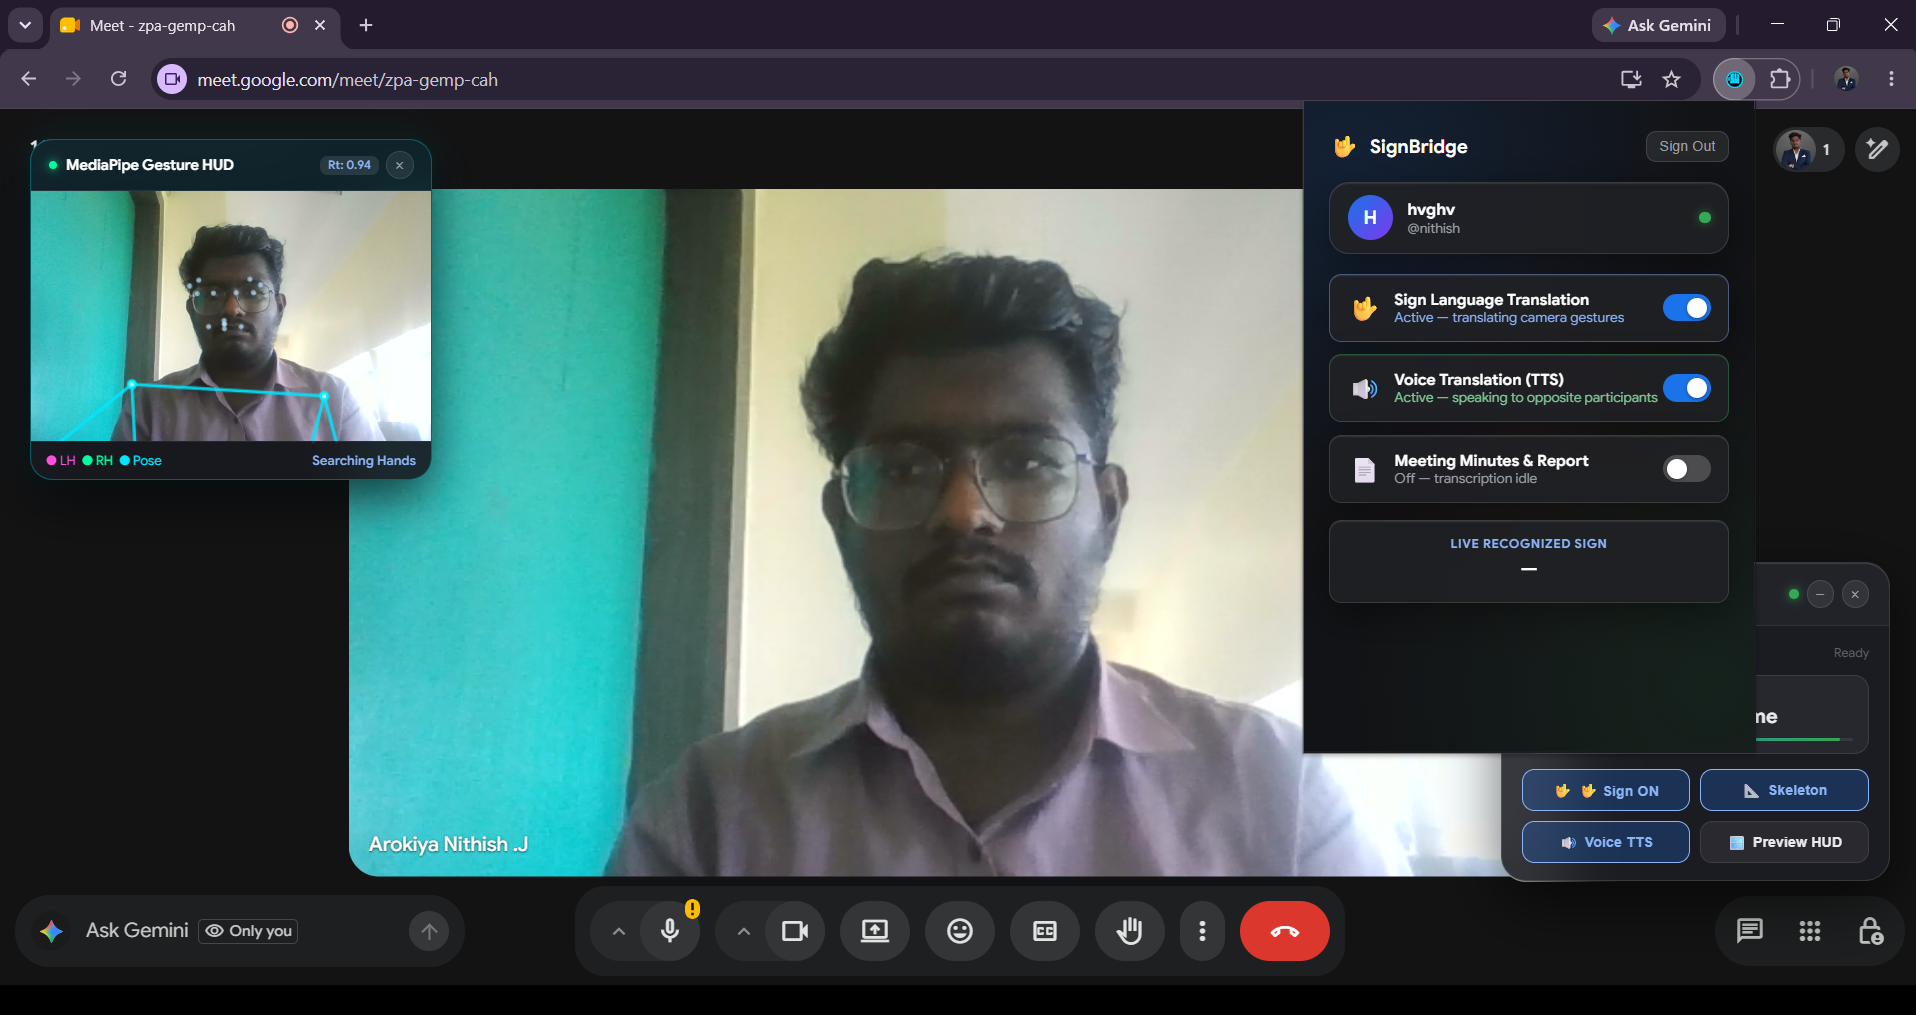 Meet - zpa-gemp-cah
Ask Gemini
meet.google.com/meet/zpa-gemp-cah
MediaPipe Gesture HUD
Rt: 0.94
LH RH Pose
Searching Hands
SignBridge
Sign Out
H
hvghv
@nithish
Sign Language Translation
Active — translating camera gestures
Voice Translation (TTS)
Active — speaking to opposite participants
Meeting Minutes & Report
Off — transcription idle
LIVE RECOGNIZED SIGN
—
1
Ready
me
Sign ON
Skeleton
Voice TTS
Preview HUD
Arokiya Nithish .J
Ask Gemini
Only you
CC